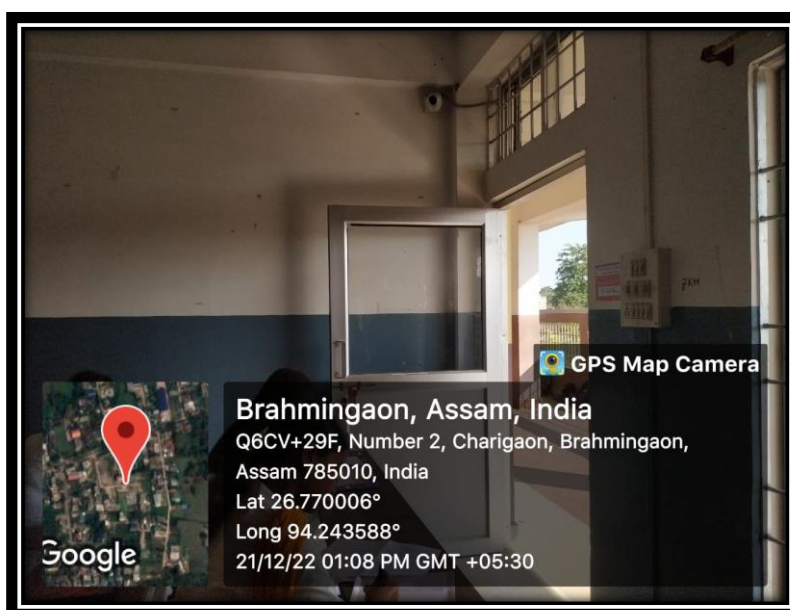 GPS Map Camera
Brahmingaon, Assam, India
Q6CV+29F, Number 2, Charigaon, Brahmingaon,
Assam 785010, India
Lat 26.770006°
Long 94.243588°
21/12/22 01:08 PM GMT +05:30
Google